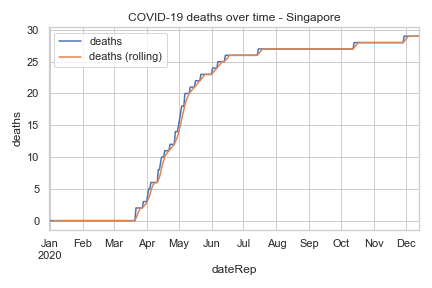 COVID-19 deaths over time - Singapore
30
25
20
15
10
5
0
deaths
deaths
deaths (rolling)
Jan Feb Mar Apr May Jun Jul Aug Sep Oct Nov Dec
2020
dateRep